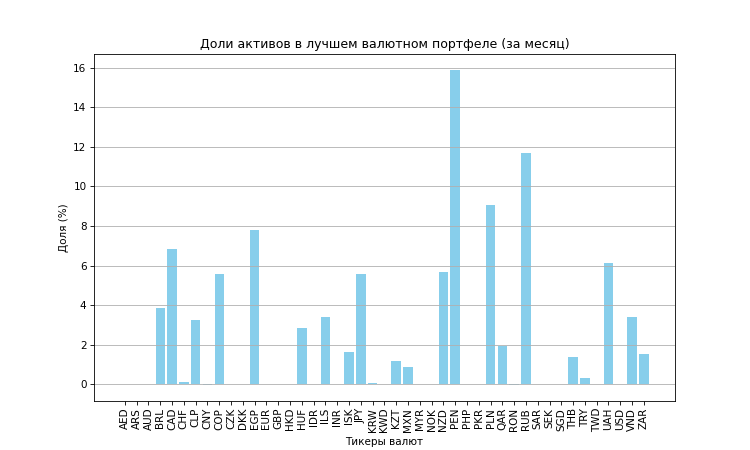 Доли активов в лучшем валютном портфеле (за месяц)
Доля (%)
16
14
12
10
8
6
4
2
0
AED
ARS
AUD
BRL
CAD
CHF
CLP
CNY
COP
CZK
DKK
EGP
EUR
GBP
HKD
HUF
IDR
ILS
INR
ISK
JPY
KRW
KWD
KZT
MXN
MYR
NOK
NZD
PEN
PHP
PKR
PLN
QAR
RON
RUB
SAR
SEK
SGD
THB
TRY
TWD
UAH
USD
VND
ZAR
Тикеры валют